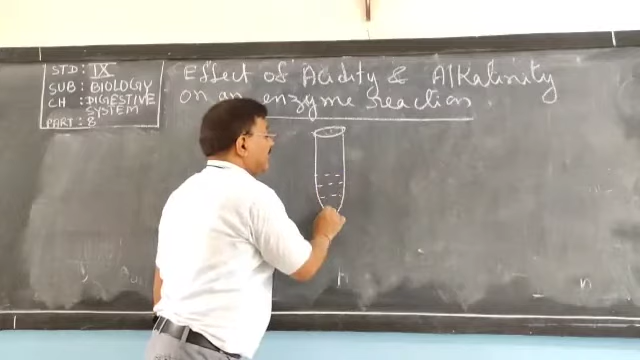 STD : IX
SUB : BIOLOGY
CH : DIGESTIVE
SYSTEM
PART : 8
Effect of Acidity & Alkalinity
on an enzyme reaction.